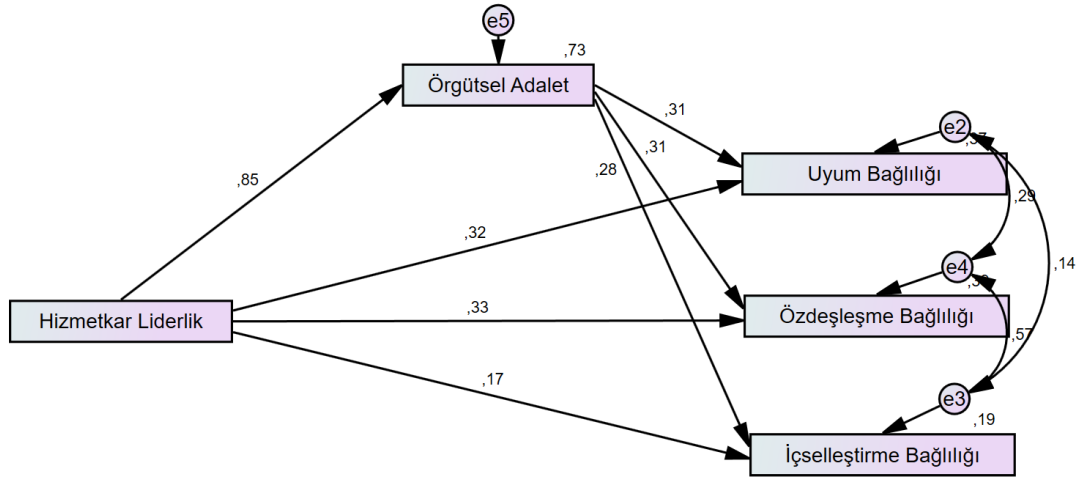 e5
,73
Örgütsel Adalet
,31
e2
,31
Uyum Bağlılığı
,28
,85
,29
,32
e4
,14
Hizmetkar Liderlik
,33
Özdeşleşme Bağlılığı
,57
,17
e3
,19
İçselleştirme Bağlılığı